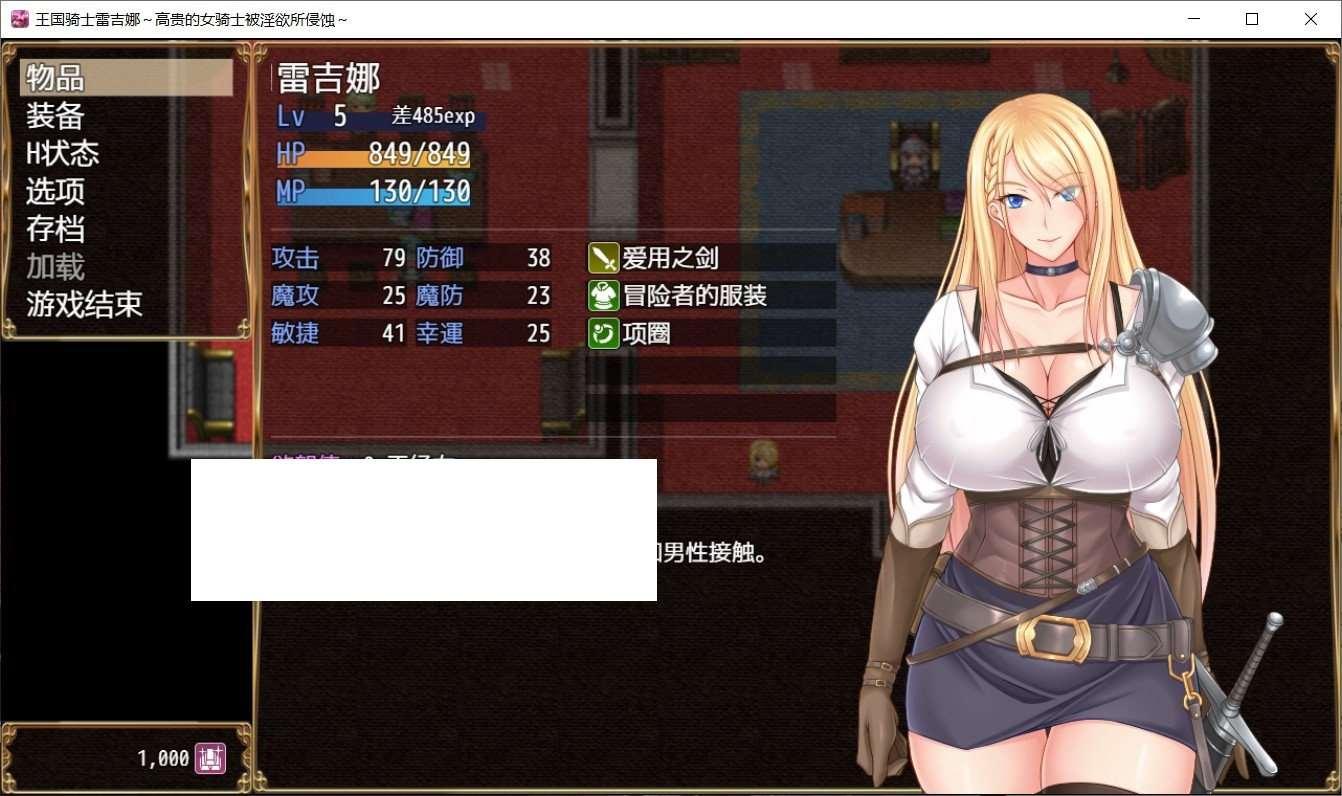 王国骑士雷吉娜～高贵的女骑士被淫欲所侵蚀～
物品
装备
H状态
选项
存档
加载
游戏结束
雷吉娜
Lv 5 差485exp
HP 849/849
MP 130/130
攻击 79 防御 38
魔攻 25 魔防 23
敏捷 41 幸運 25
爱用之剑
冒险者的服装
项圈
男性接触。
1,000